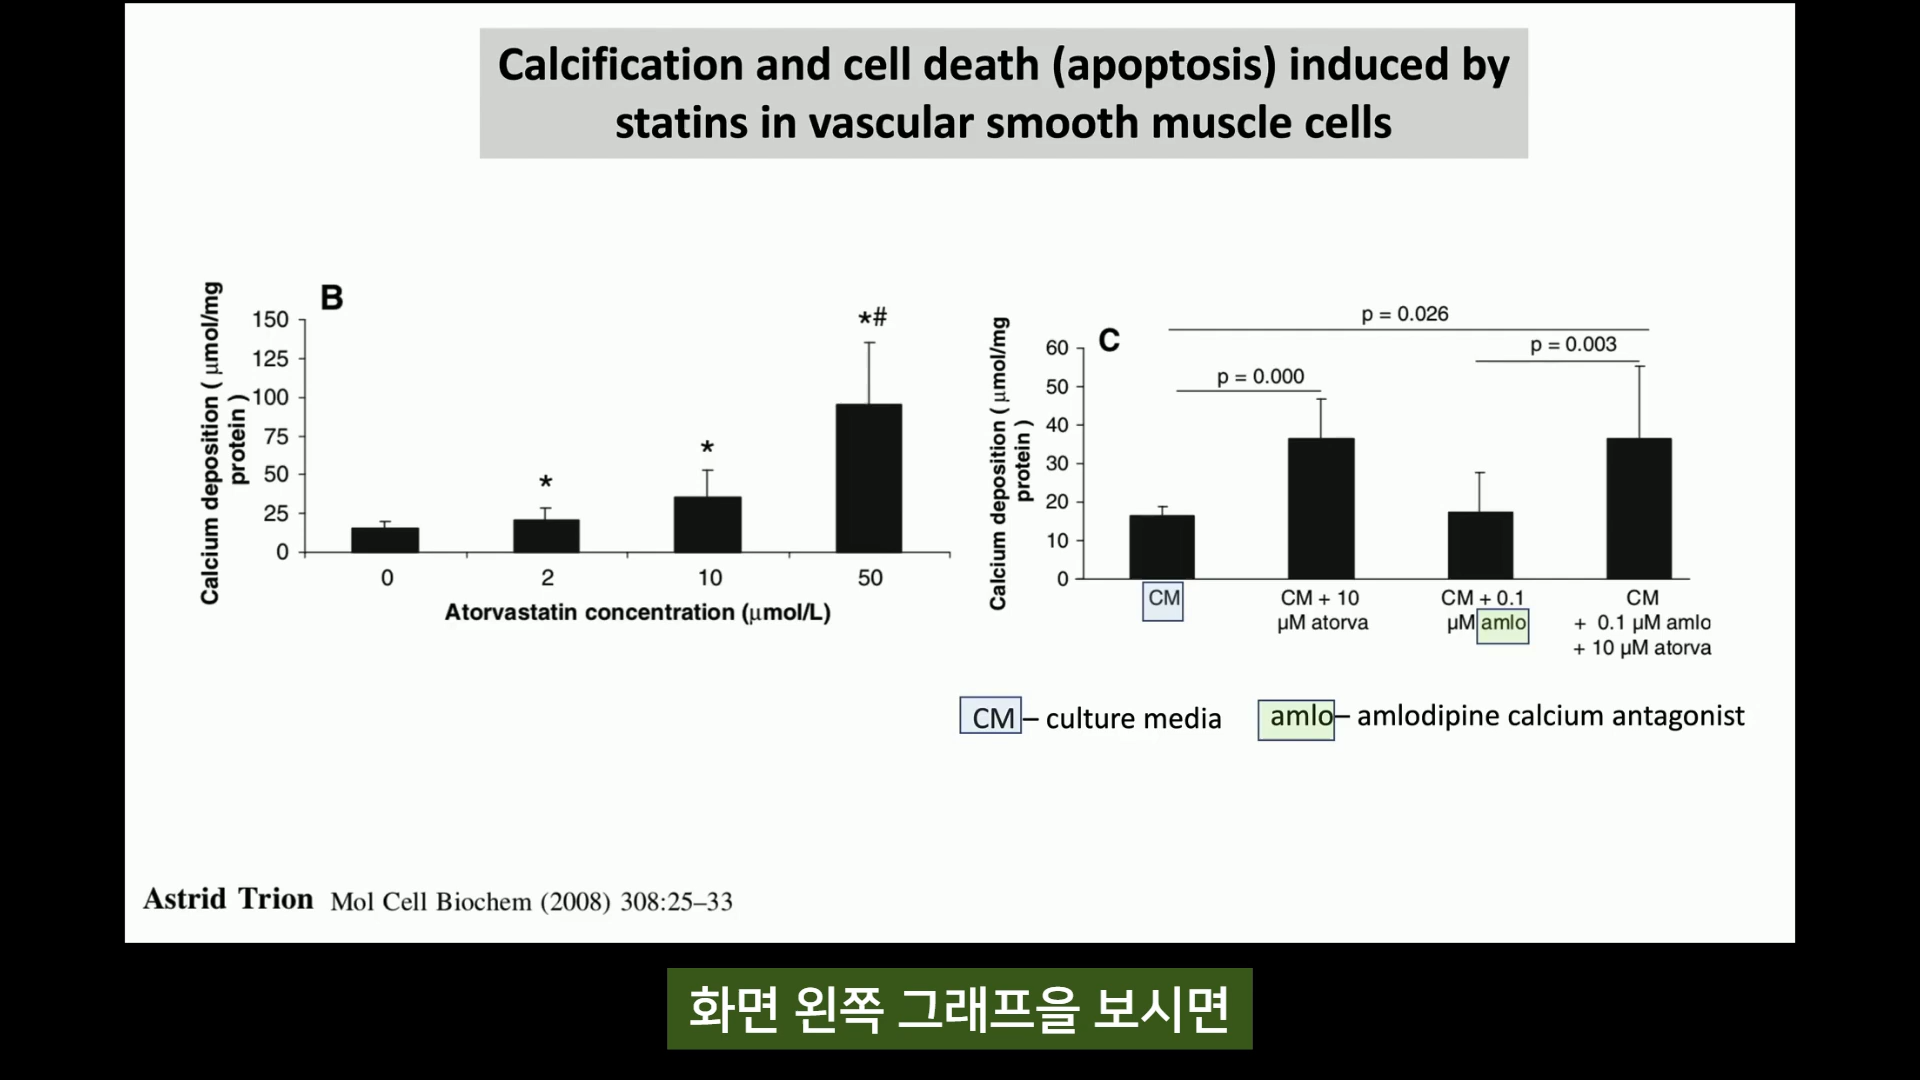 Calcification and cell death (apoptosis) induced by
statins in vascular smooth muscle cells
B
Calcium deposition ( μmol/mg
protein )
150
125
100
75
50
25
0
*
*
*#
0 2 10 50
Atorvastatin concentration (μmol/L)
C
Calcium deposition ( μmol/mg
protein )
60
50
40
30
20
10
0
p = 0.026
p = 0.003
p = 0.000
CM
CM + 10
μM atorva
CM + 0.1
μM amlo
CM
+ 0.1 μM amlo
+ 10 μM atorva
CM – culture media
amlo – amlodipine calcium antagonist
Astrid Trion Mol Cell Biochem (2008) 308:25–33
화면 왼쪽 그래프을 보시면